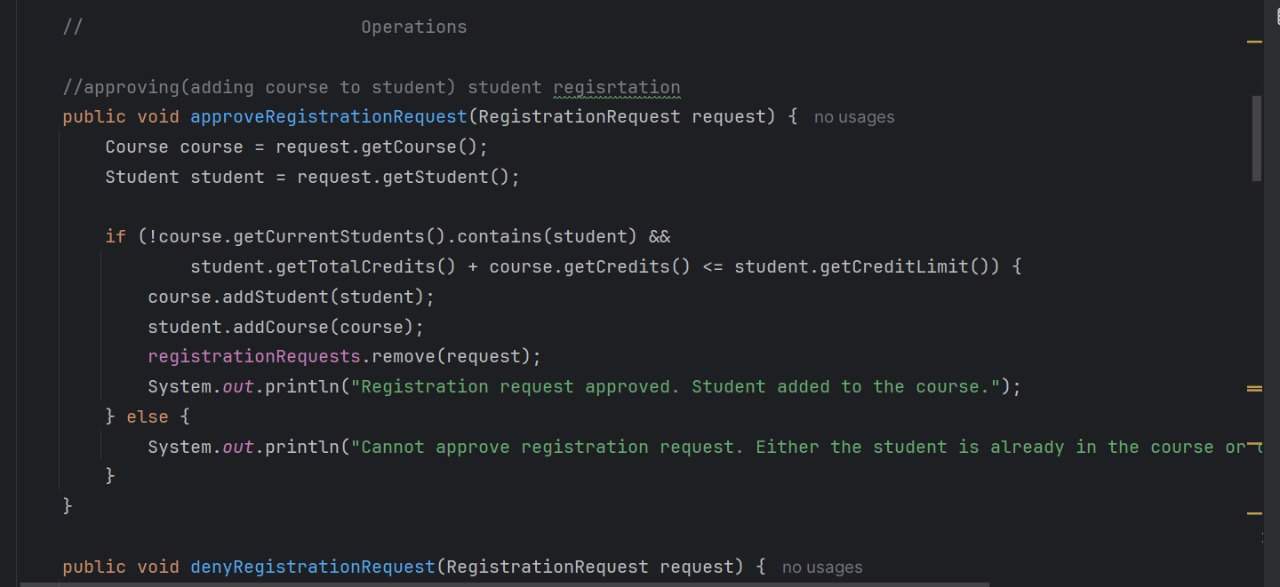 // Operations
//approving(adding course to student) student regisrtation
public void approveRegistrationRequest(RegistrationRequest request) { no usages
Course course = request.getCourse();
Student student = request.getStudent();
if (!course.getCurrentStudents().contains(student) &&
student.getTotalCredits() + course.getCredits() <= student.getCreditLimit()) {
course.addStudent(student);
student.addCourse(course);
registrationRequests.remove(request);
System.out.println("Registration request approved. Student added to the course.");
} else {
System.out.println("Cannot approve registration request. Either the student is already in the course or
}
}
public void denyRegistrationRequest(RegistrationRequest request) { no usages